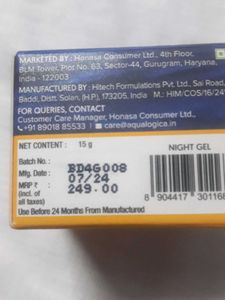 MARKETED BY: Honasa Consumer Ltd., 4th Floor,
BLM Tower, Plot No. 63, Sector-44, Gurugram, Haryana,
India - 122003
MANUFACTURED BY: Hitech Formulations Pvt. Ltd., Sai Road,
Baddi, Distt. Solan, (H.P.) 173205, India M.: HIM/COS/16/24
FOR QUERIES, CONTACT:
Customer Care Manager, Honasa Consumer Ltd.,
+91 89018 85533 | care@aqualogica.in
NET CONTENT : 15 g
NIGHT GEL
Batch No.: BD4G008
Mfg. Date: 07/24
MRP ₹ 249.00
(incl. of
all taxes)
Use Before 24 Months From Manufactured
8 904417 301168